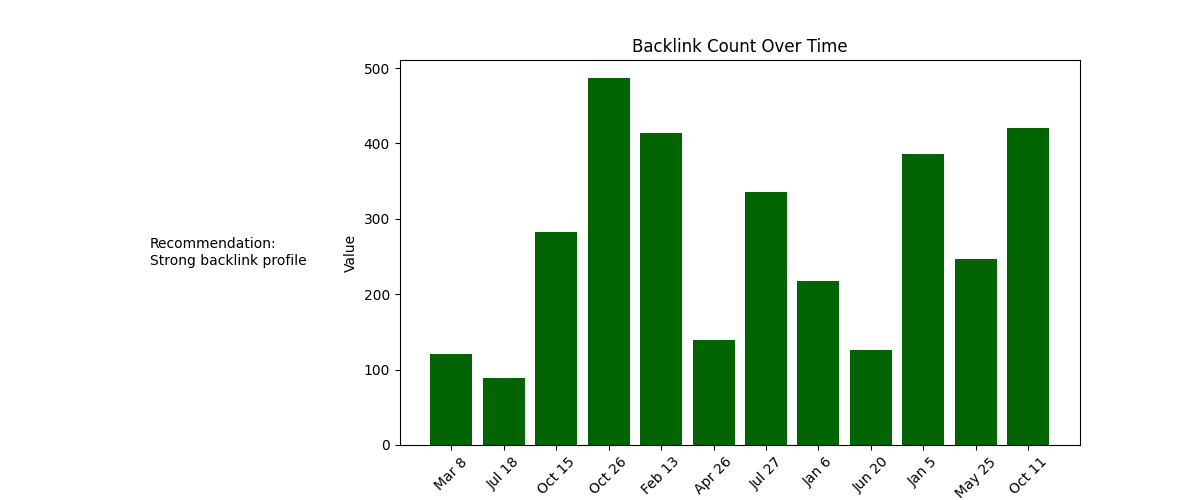 Backlink Count Over Time
Recommendation:
Strong backlink profile
Value
500
400
300
200
100
0
Mar 8
Jul 18
Oct 15
Oct 26
Feb 13
Apr 26
Jul 27
Jan 6
Jun 20
Jan 5
May 25
Oct 11